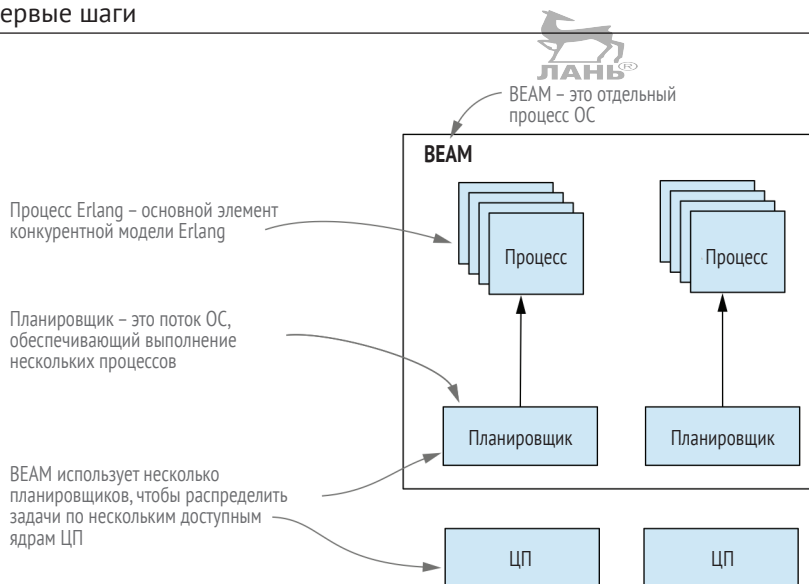 ервые шаги
ЛАНЬ®
BEAM – это отдельный
процесс ОС
BEAM
Процесс Erlang – основной элемент
конкурентной модели Erlang
Процесс
Процесс
Планировщик – это поток ОС,
обеспечивающий выполнение
нескольких процессов
Планировщик
Планировщик
BEAM использует несколько
планировщиков, чтобы распределить
задачи по нескольким доступным
ядрам ЦП
ЦП
ЦП